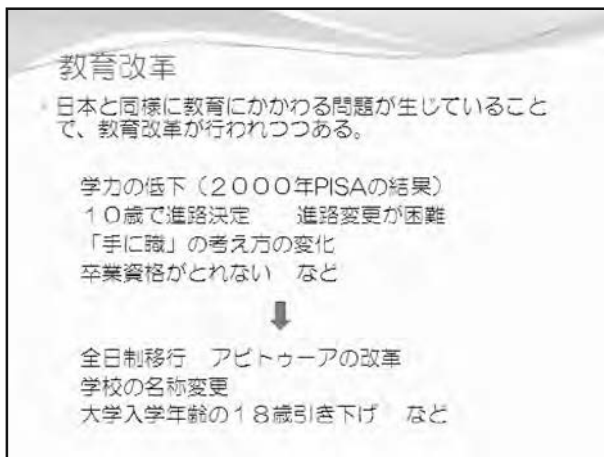 教育改革
日本と同様に教育にかかわる問題が生じていること
で、教育改革が行われつつある。
学力の低下（２０００年PISAの結果）
１０歳で進路決定　　進路変更が困難
「手に職」の考え方の変化
卒業資格がとれない　など
全日制移行　アビトゥーアの改革
学校の名称変更
大学入学年齢の１８歳引き下げ　など